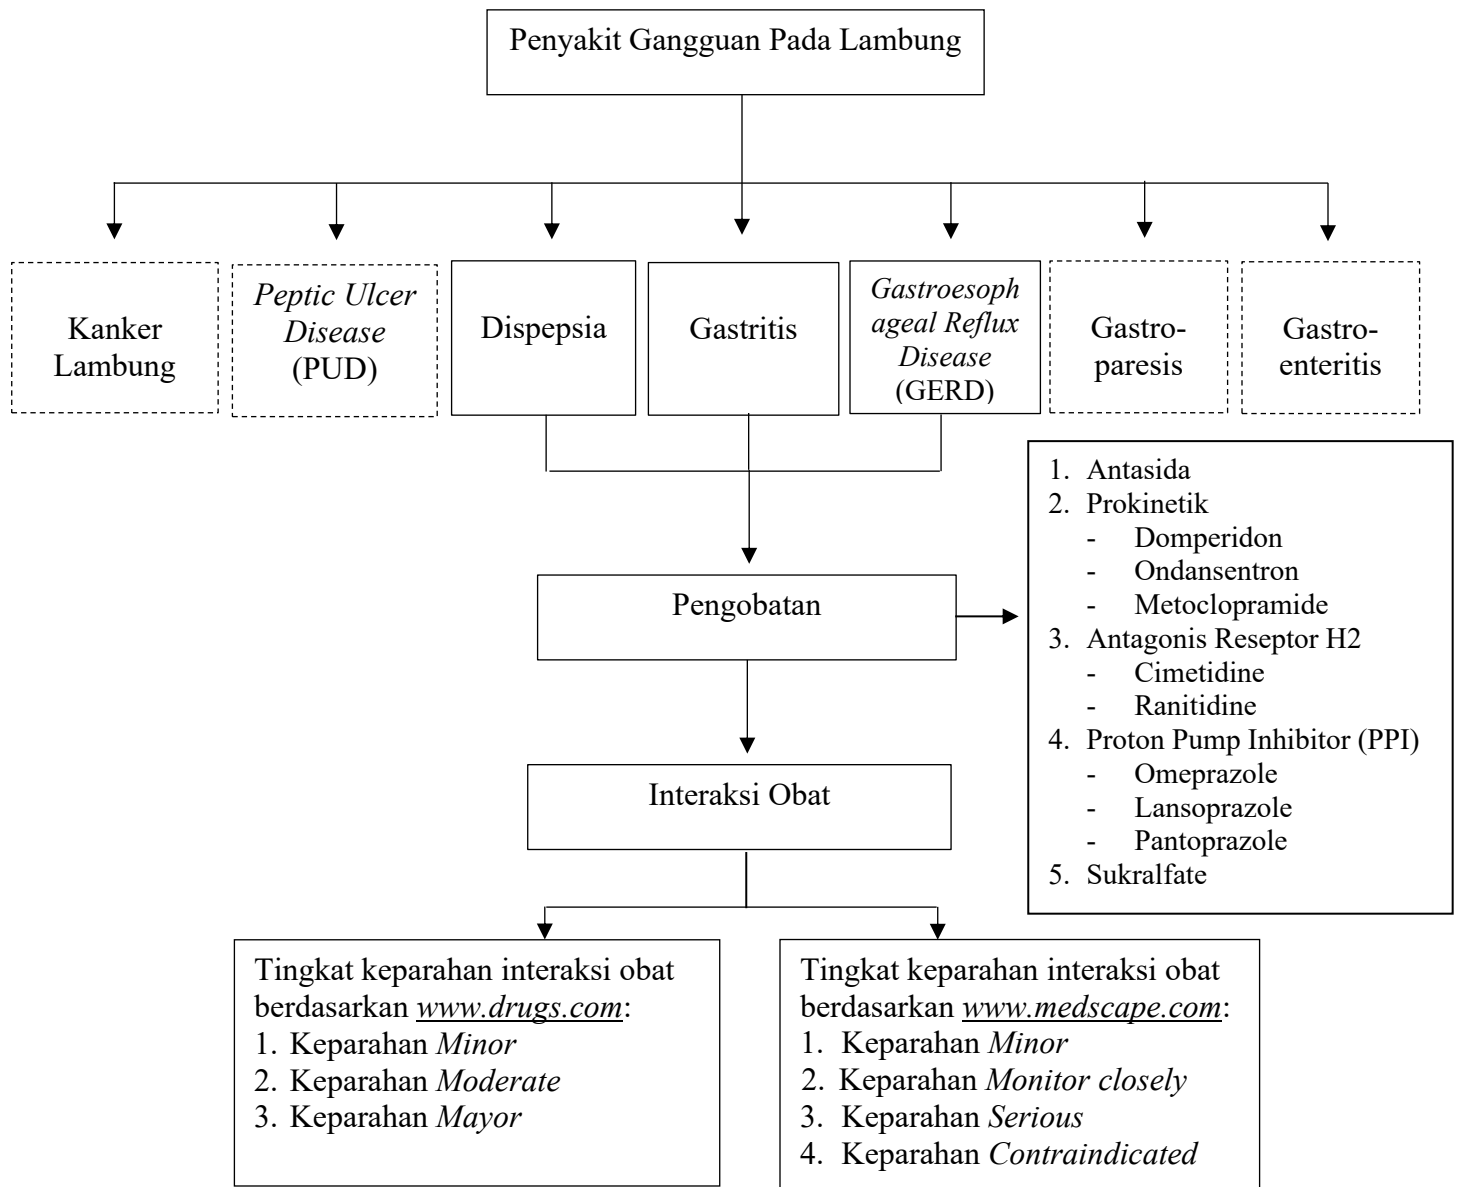 Penyakit Gangguan Pada Lambung
Kanker
Lambung
Peptic Ulcer
Disease
(PUD)
Dispepsia
Gastritis
Gastroesoph
ageal Reflux
Disease
(GERD)
Gastro-
paresis
Gastro-
enteritis
Pengobatan
1. Antasida
2. Prokinetik
- Domperidon
- Ondansentron
- Metoclopramide
3. Antagonis Reseptor H2
- Cimetidine
- Ranitidine
4. Proton Pump Inhibitor (PPI)
- Omeprazole
- Lansoprazole
- Pantoprazole
5. Sukralfate
Interaksi Obat
Tingkat keparahan interaksi obat
berdasarkan www.drugs.com:
1. Keparahan Minor
2. Keparahan Moderate
3. Keparahan Mayor
Tingkat keparahan interaksi obat
berdasarkan www.medscape.com:
1. Keparahan Minor
2. Keparahan Monitor closely
3. Keparahan Serious
4. Keparahan Contraindicated